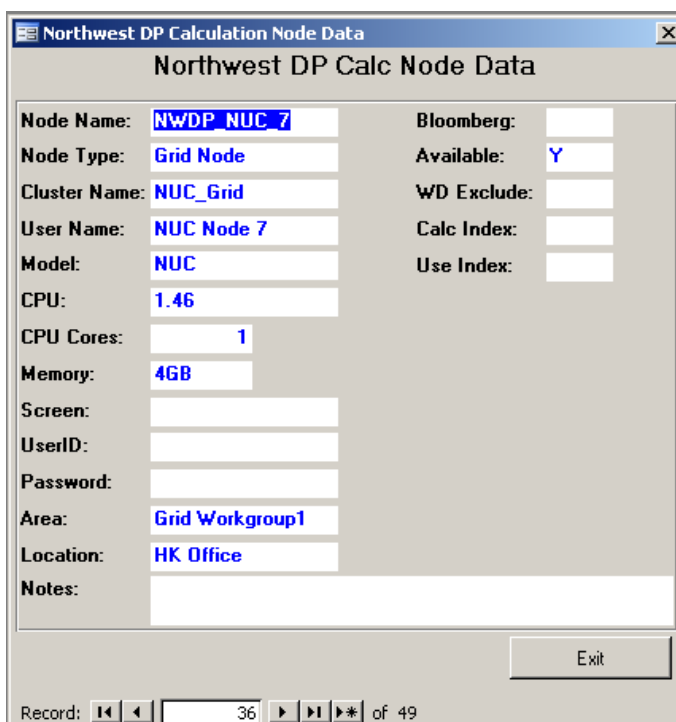 Northwest DP Calculation Node Data
Northwest DP Calc Node Data
Node Name: NWDP_NUC_7 Bloomberg:
Node Type: Grid Node Available: Y
Cluster Name: NUC_Grid WD Exclude:
User Name: NUC Node 7 Calc Index:
Model: NUC Use Index:
CPU: 1.46
CPU Cores: 1
Memory: 4GB
Screen:
UserID:
Password:
Area: Grid Workgroup1
Location: HK Office
Notes:
Exit
Record: 36 of 49